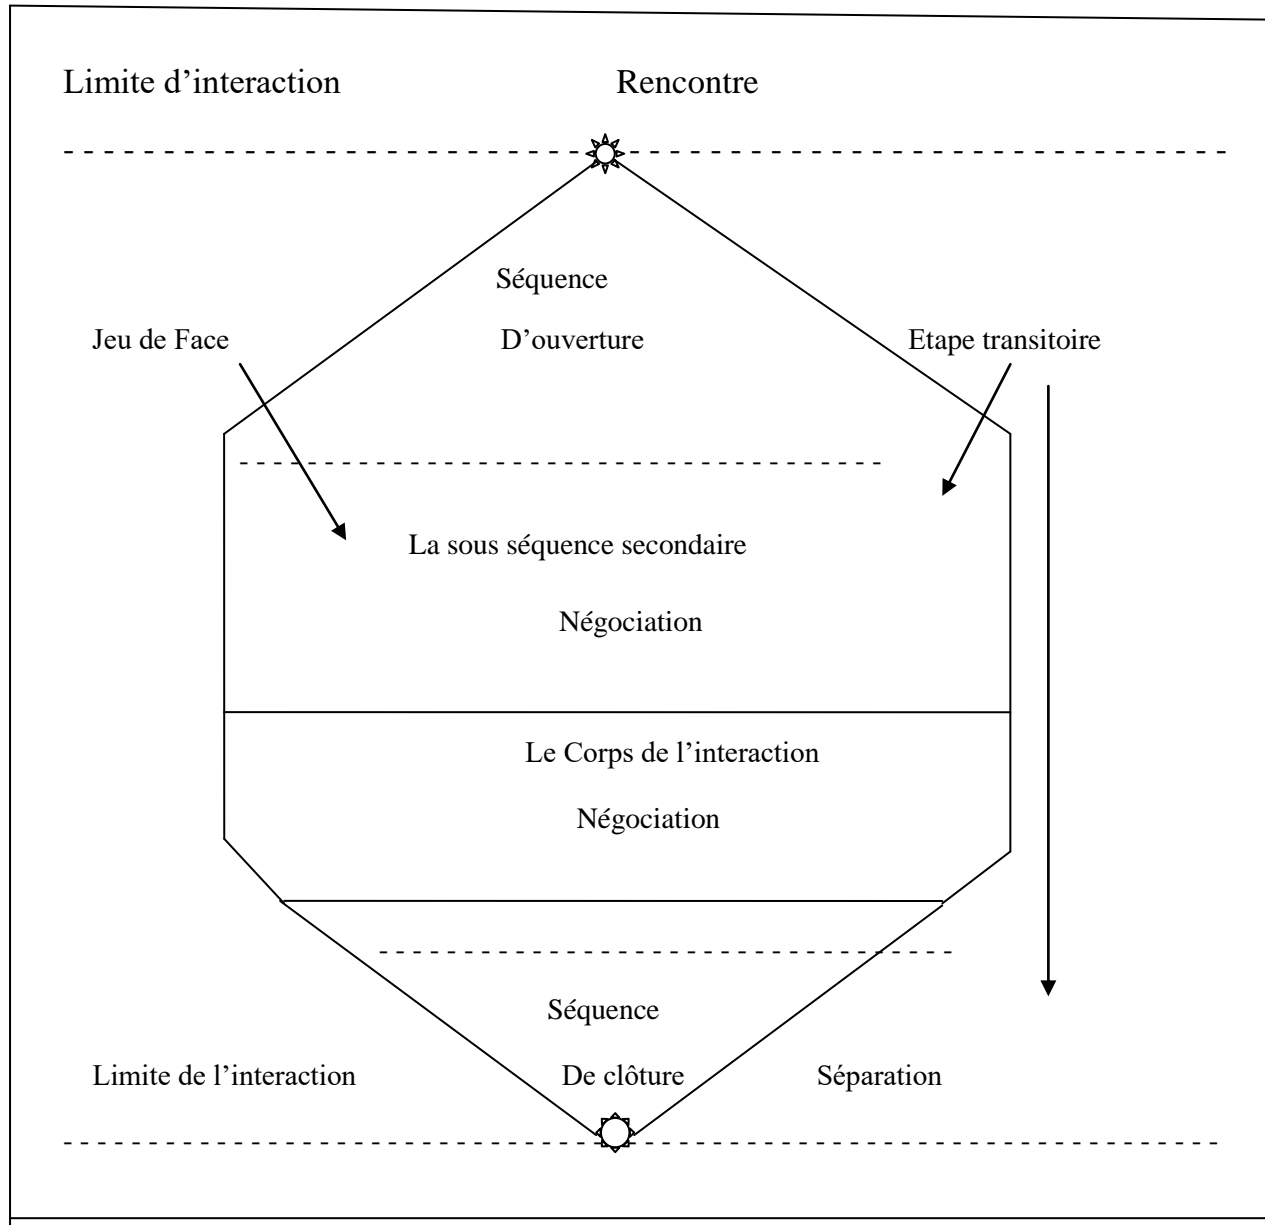 Limite d’interaction
Rencontre
Séquence
Jeu de Face
D’ouverture
Etape transitoire
La sous séquence secondaire
Négociation
Le Corps de l’interaction
Négociation
Séquence
Limite de l’interaction
De clôture
Séparation